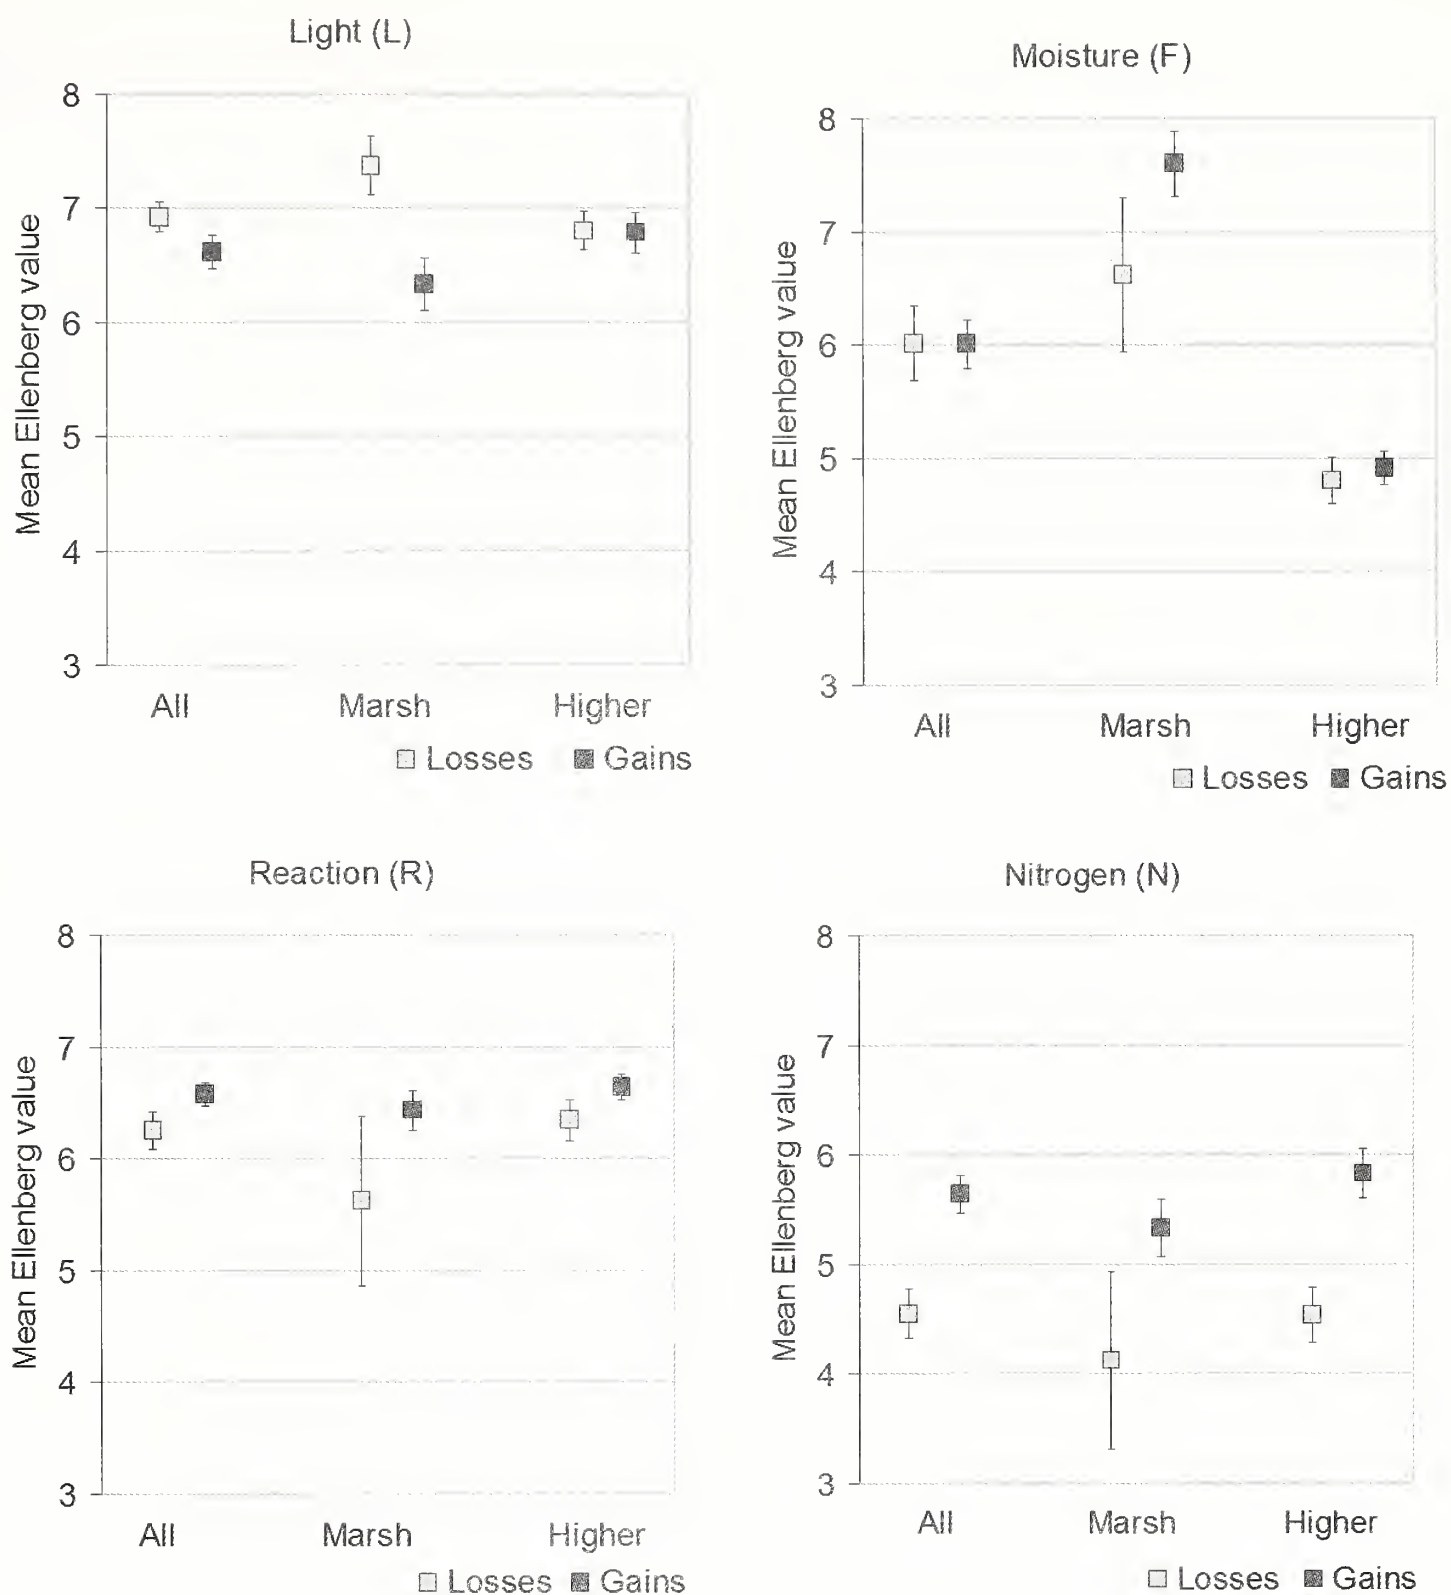 Light (L)
Mean Ellenberg value
8
7
6
5
4
3
All Marsh Higher
Losses Gains
Moisture (F)
Mean Ellenberg value
8
7
6
5
4
3
All Marsh Higher
Losses Gains
Reaction (R)
Mean Ellenberg value
8
7
6
5
4
3
All Marsh Higher
Losses Gains
Nitrogen (N)
Mean Ellenberg value
8
7
6
5
4
3
All Marsh Higher
Losses Gains